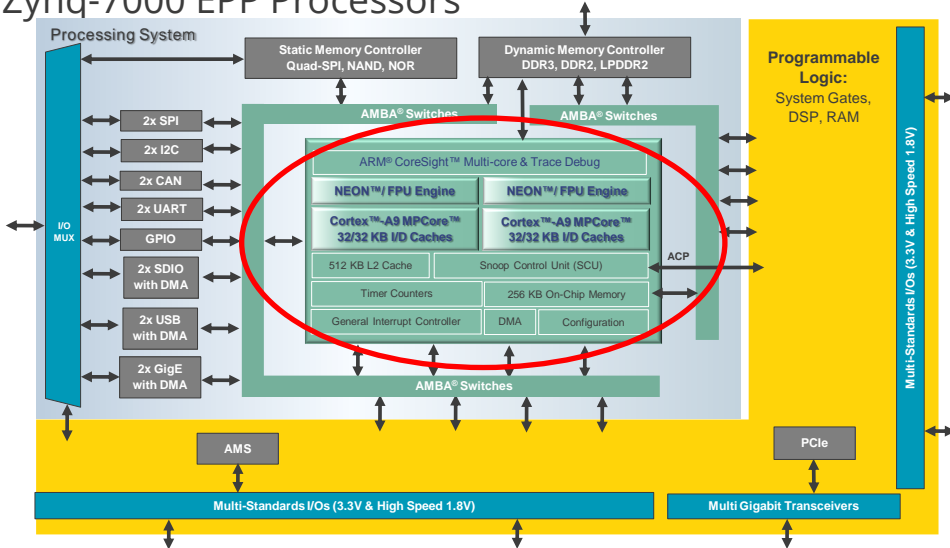 Zynq-7000 EPP Processors
Processing System
Static Memory Controller
Quad-SPI, NAND, NOR
Dynamic Memory Controller
DDR3, DDR2, LPDDR2
Programmable
Logic:
System Gates,
DSP, RAM
AMBA® Switches
AMBA® Switches
2x SPI
2x I2C
2x CAN
2x UART
GPIO
2x SDIO
with DMA
2x USB
with DMA
2x GigE
with DMA
I/O
MUX
ARM® CoreSight™ Multi-core & Trace Debug
NEON™/ FPU Engine
NEON™/ FPU Engine
Cortex™-A9 MPCore™
32/32 KB I/D Caches
Cortex™-A9 MPCore™
32/32 KB I/D Caches
512 KB L2 Cache
Snoop Control Unit (SCU)
Timer Counters
256 KB On-Chip Memory
General Interrupt Controller
DMA
Configuration
ACP
AMBA® Switches
Multi-Standards I/Os (3.3V & High Speed 1.8V)
AMS
PCIe
Multi-Standards I/Os (3.3V & High Speed 1.8V)
Multi Gigabit Transceivers